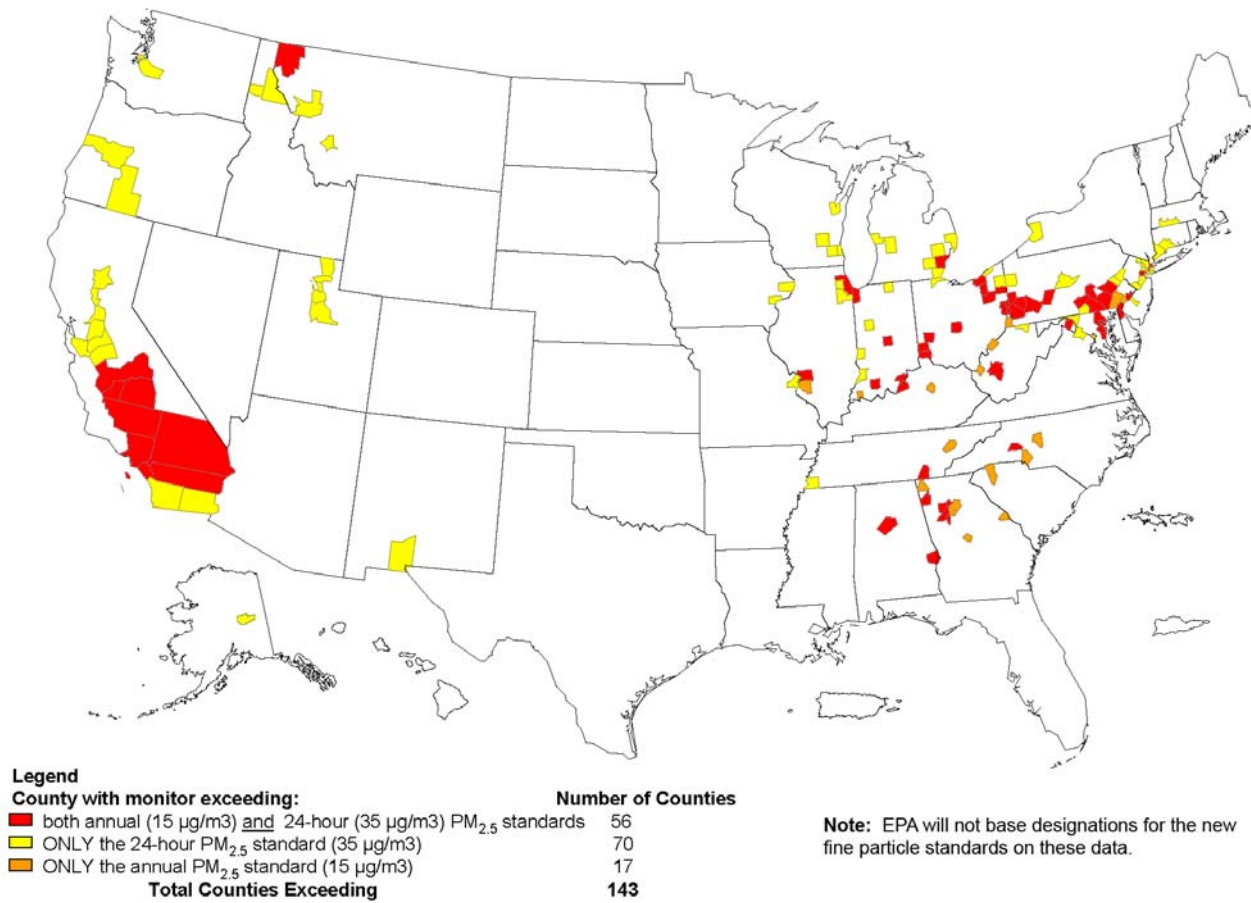 Legend
County with monitor exceeding: Number of Counties
both annual (15 µg/m3) and 24-hour (35 µg/m3) PM2.5 standards 56
ONLY the 24-hour PM2.5 standard (35 µg/m3) 70
ONLY the annual PM2.5 standard (15 µg/m3) 17
Total Counties Exceeding 143
Note: EPA will not base designations for the new
fine particle standards on these data.